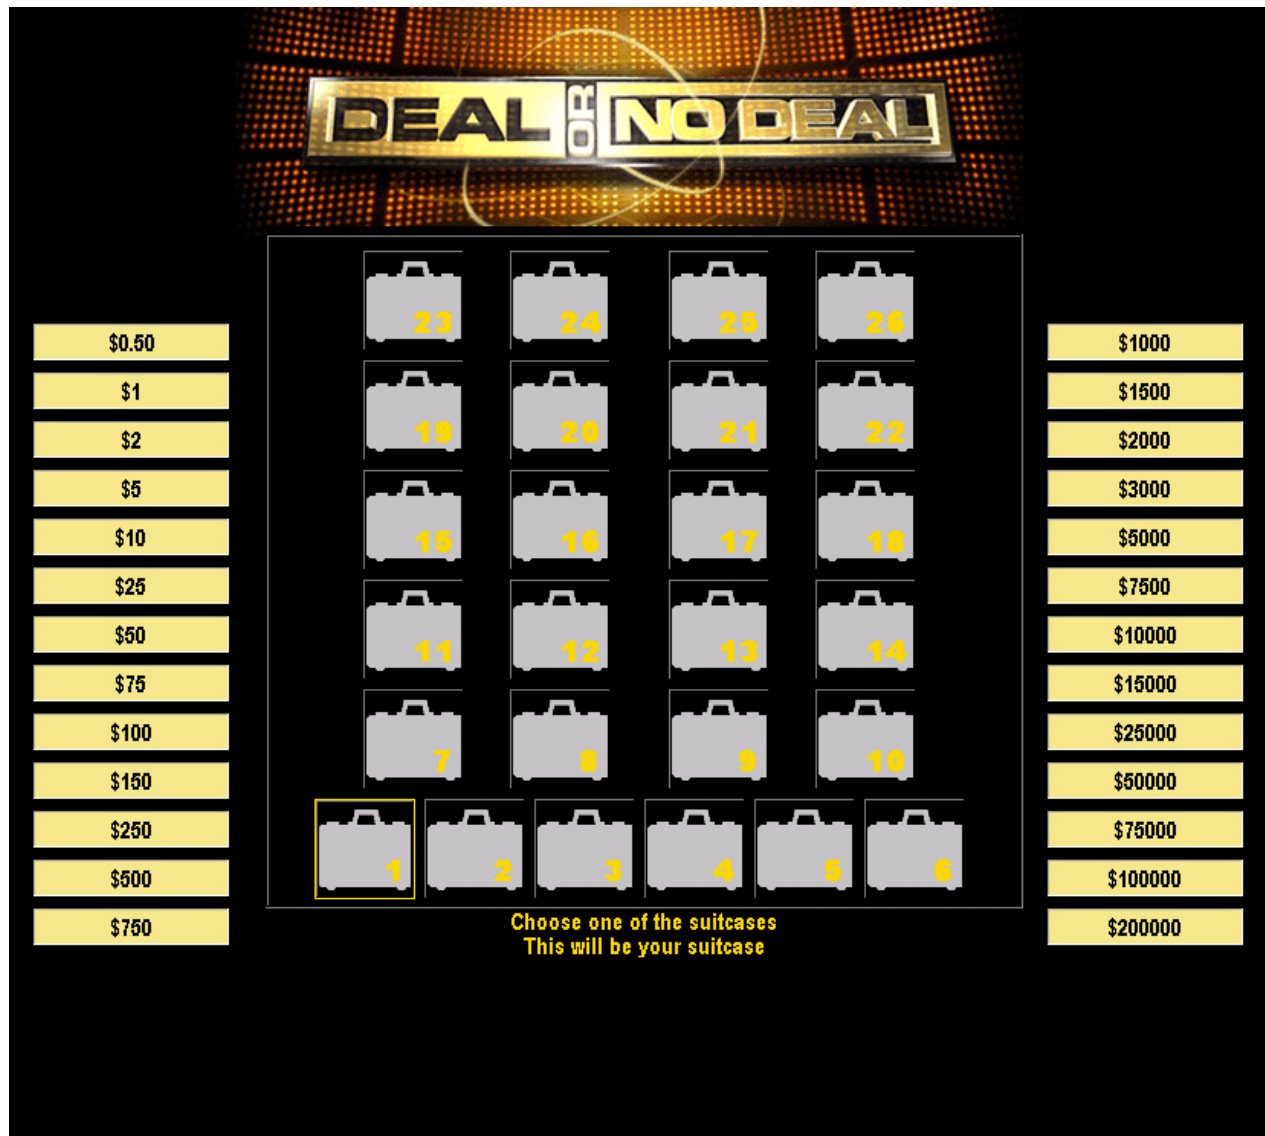 DEAL OR NO DEAL
23 24 25 26
$0.50 $1000
19 20 21 22
$1 $1500
$2 $2000
15 16 17 18
$5 $3000
$10 $5000
11 12 13 14
$25 $7500
$50 $10000
7 8 9 10
$75 $15000
$100 $25000
$150 $50000
1 2 3 4 5 6
$250 $75000
$500 $100000
$750 $200000
Choose one of the suitcases
This will be your suitcase